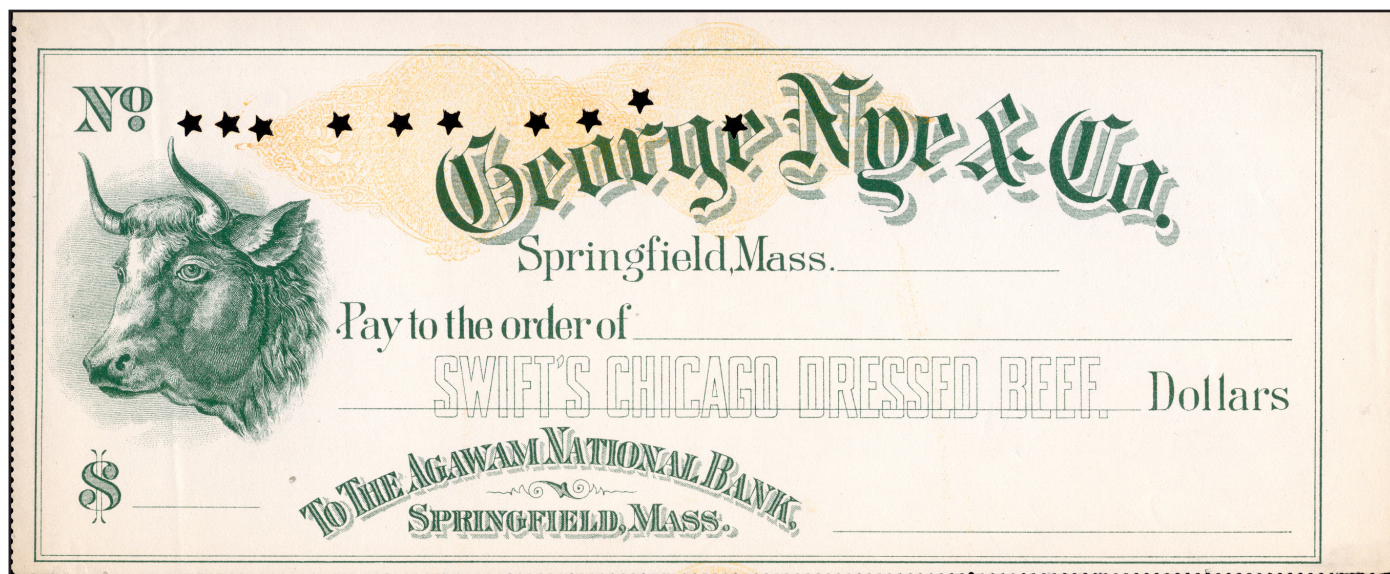 No
George Nye & Co.
Springfield, Mass.
Pay to the order of
SWIFT'S CHICAGO DRESSED BEEF.
Dollars
$
TO THE AGAWAM NATIONAL BANK,
SPRINGFIELD, MASS.